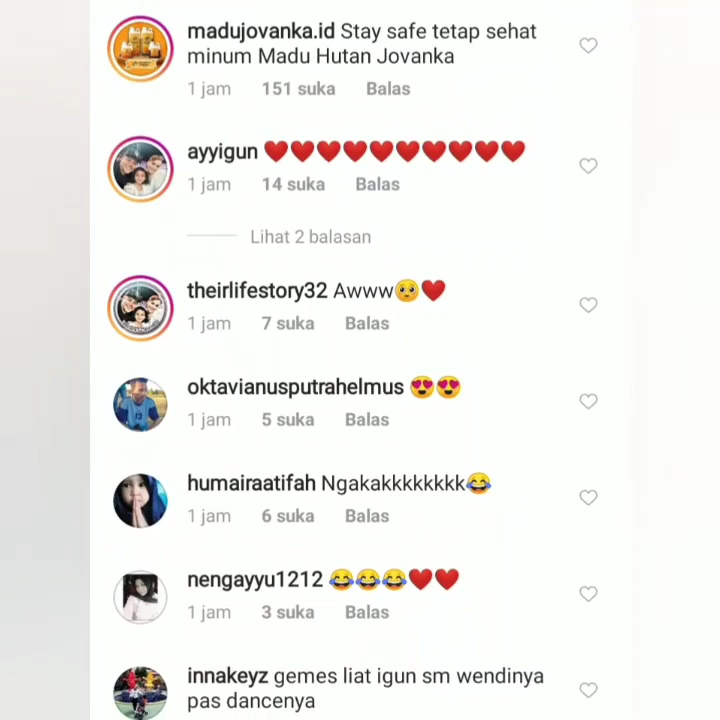 madujovanka.id Stay safe tetap sehat
minum Madu Hutan Jovanka
1 jam 151 suka Balas
ayyigun ❤️❤️❤️❤️❤️❤️❤️❤️❤️❤️
1 jam 14 suka Balas
Lihat 2 balasan
theirlifestory32 Awww🥺❤️
1 jam 7 suka Balas
oktavianusputrahelmus 😍😍
1 jam 5 suka Balas
humairaatifah Ngakakkkkkkkk😂
1 jam 6 suka Balas
nengayyu1212 😂😂😂❤️❤️
1 jam 3 suka Balas
innakeyz gemes liat igun sm wendinya
pas dancenya